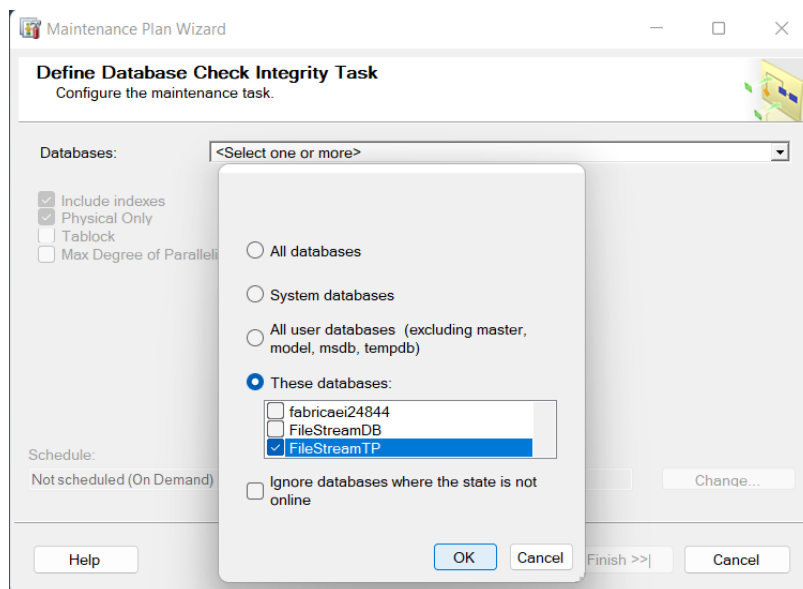 Maintenance Plan Wizard
Define Database Check Integrity Task
Configure the maintenance task.
Databases:
<Select one or more>
Include indexes
Physical Only
Tablock
Max Degree of Paralleli
All databases
System databases
All user databases (excluding master,
model, msdb, tempdb)
These databases:
fabricaei24844
FileStreamDB
FileStreamTP
Ignore databases where the state is not
online
Schedule:
Not scheduled (On Demand)
Change...
OK
Cancel
Help
Finish >>|
Cancel